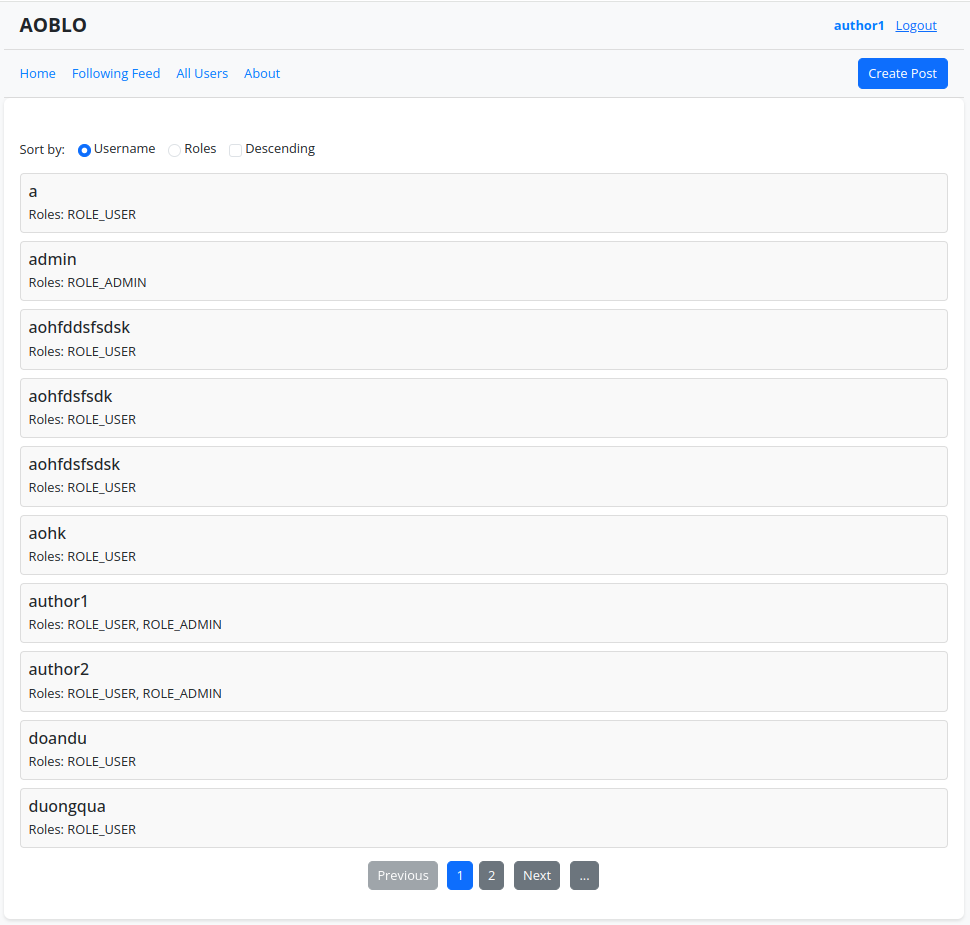 AOBLO
author1 Logout
Home Following Feed All Users About Create Post
Sort by: Username Roles Descending
a
Roles: ROLE_USER
admin
Roles: ROLE_ADMIN
aohfddsfsdsk
Roles: ROLE_USER
aohfdsfsdk
Roles: ROLE_USER
aohfdsfsdsk
Roles: ROLE_USER
aohk
Roles: ROLE_USER
author1
Roles: ROLE_USER, ROLE_ADMIN
author2
Roles: ROLE_USER, ROLE_ADMIN
doandu
Roles: ROLE_USER
duongqua
Roles: ROLE_USER
Previous 1 2 Next ...